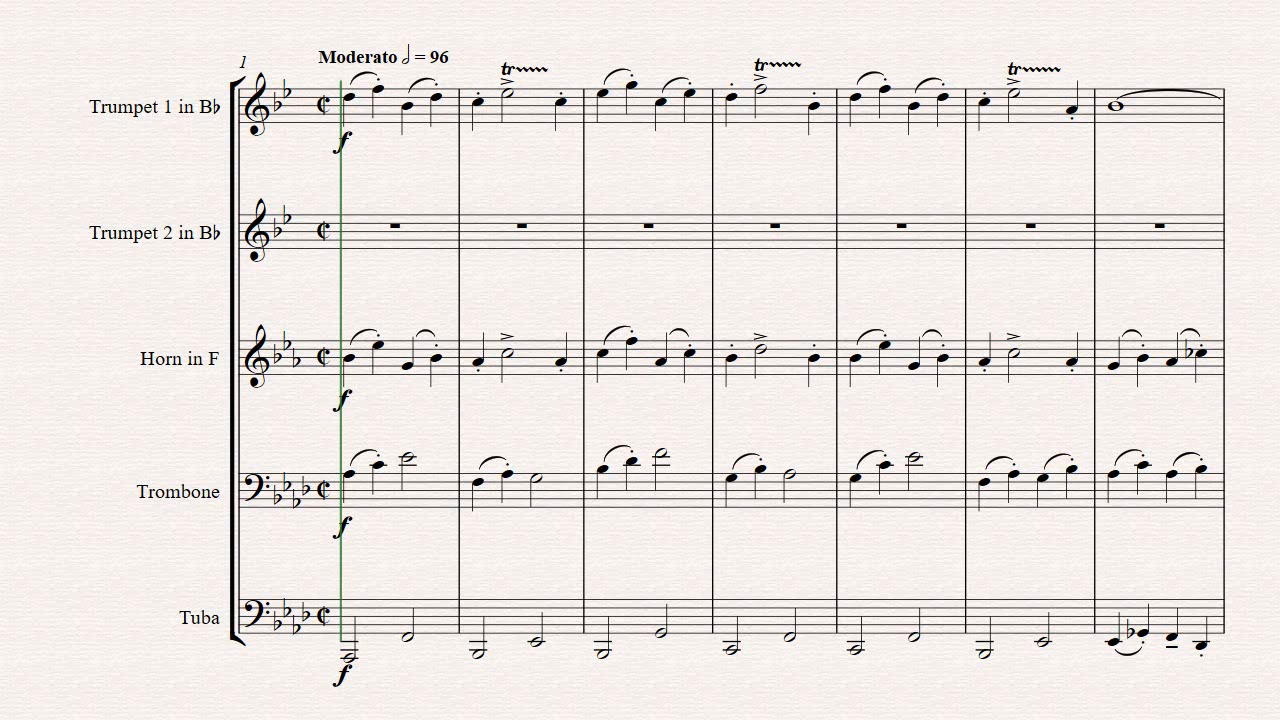 1
Moderato 𝅗𝅥 = 96
tr tr tr
Trumpet 1 in B♭
f
Trumpet 2 in B♭
Horn in F
f
Trombone
f
Tuba
f